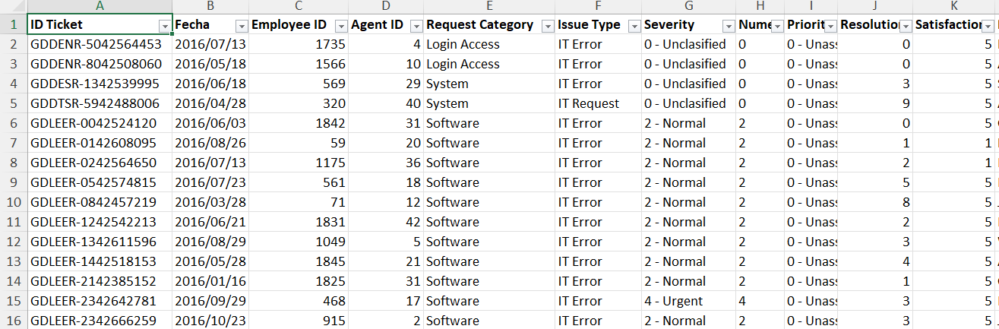 A B C D E F G H I J K
1 ID Ticket Fecha Employee ID Agent ID Request Category Issue Type Severity Nume Priorit Resolutio Satisfaction
2 GDDENR-5042564453 2016/07/13 1735 4 Login Access IT Error 0 - Unclasified 0 0 - Unass 0 5
3 GDDENR-8042508060 2016/05/18 1566 10 Login Access IT Error 0 - Unclasified 0 0 - Unass 0 5
4 GDDESR-1342539995 2016/06/18 569 29 System IT Error 0 - Unclasified 0 0 - Unass 3 5
5 GDDTSR-5942488006 2016/04/28 320 40 System IT Request 0 - Unclasified 0 0 - Unass 9 5
6 GDLEER-0042524120 2016/06/03 1842 31 Software IT Error 2 - Normal 2 0 - Unass 0 5
7 GDLEER-0142608095 2016/08/26 59 20 Software IT Error 2 - Normal 2 0 - Unass 1 1
8 GDLEER-0242564650 2016/07/13 1175 36 Software IT Error 2 - Normal 2 0 - Unass 2 1
9 GDLEER-0542574815 2016/07/23 561 18 Software IT Error 2 - Normal 2 0 - Unass 5 5
10 GDLEER-0842457219 2016/03/28 71 12 Software IT Error 2 - Normal 2 0 - Unass 8 5
11 GDLEER-1242542213 2016/06/21 1831 42 Software IT Error 2 - Normal 2 0 - Unass 2 5
12 GDLEER-1342611596 2016/08/29 1049 5 Software IT Error 2 - Normal 2 0 - Unass 3 5
13 GDLEER-1442518153 2016/05/28 1845 21 Software IT Error 2 - Normal 2 0 - Unass 4 5
14 GDLEER-2142385152 2016/01/16 1825 31 Software IT Error 2 - Normal 2 0 - Unass 1 5
15 GDLEER-2342642781 2016/09/29 468 17 Software IT Error 4 - Urgent 4 0 - Unass 3 5
16 GDLEER-2342666259 2016/10/23 915 2 Software IT Error 2 - Normal 2 0 - Unass 3 5